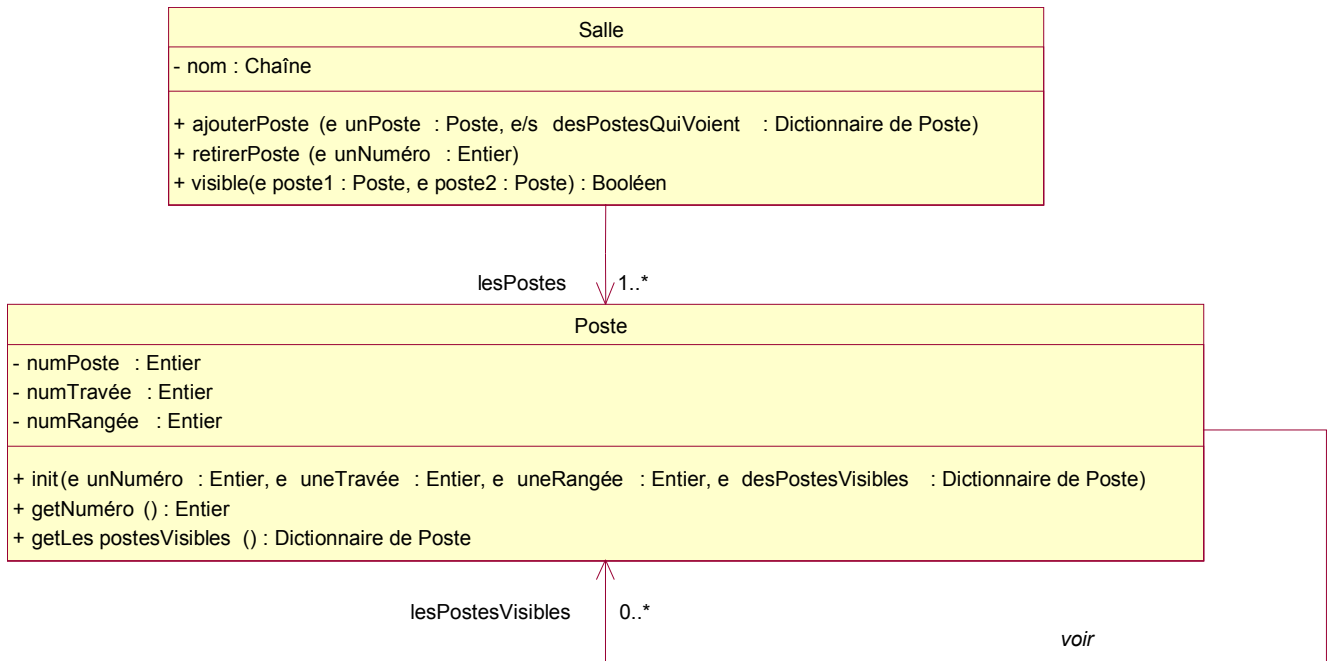 Salle
- nom : Chaîne
+ ajouterPoste (e unPoste : Poste, e/s desPostesQuiVoient : Dictionnaire de Poste)
+ retirerPoste (e unNuméro : Entier)
+ visible(e poste1 : Poste, e poste2 : Poste) : Booléen
lesPostes 1..*
Poste
- numPoste : Entier
- numTravée : Entier
- numRangée : Entier
+ init(e unNuméro : Entier, e uneTravée : Entier, e uneRangée : Entier, e desPostesVisibles : Dictionnaire de Poste)
+ getNuméro () : Entier
+ getLes postesVisibles () : Dictionnaire de Poste
lesPostesVisibles 0..*
voir